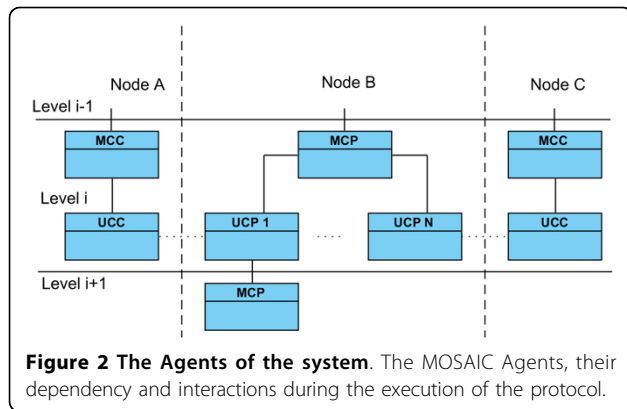 Node A
Node B
Node C
Level i-1
MCC
MCP
MCC
Level i
UCC
UCP 1
UCP N
UCC
Level i+1
MCP
Figure 2 The Agents of the system. The MOSAIC Agents, their
dependency and interactions during the execution of the protocol.